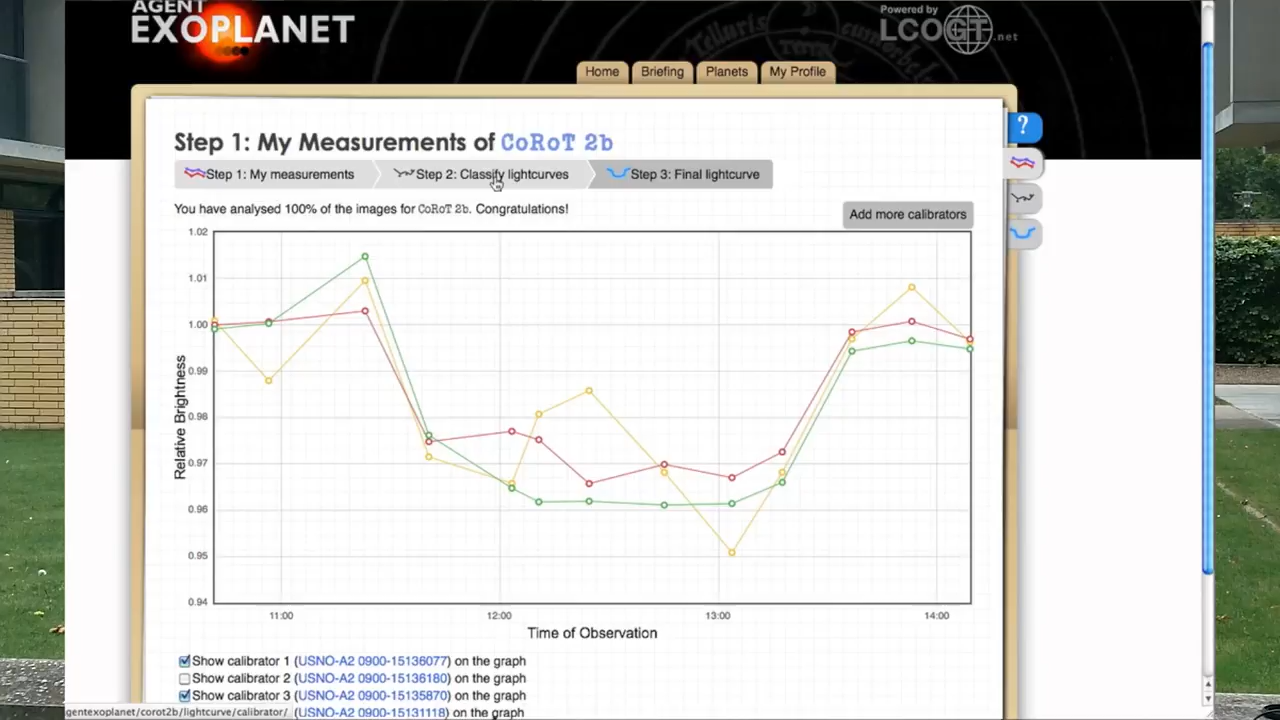 AGENT
EXOPLANET
Powered by
LCOGT.net
Home Briefing Planets My Profile
?
Step 1: My Measurements of CoRoT 2b
Step 1: My measurements Step 2: Classify lightcurves Step 3: Final lightcurve
You have analysed 100% of the images for CoRoT 2b. Congratulations!
Add more calibrators
1.02
1.01
1.00
0.99
0.98
0.97
0.96
0.95
0.94
Relative Brightness
11:00 12:00 13:00 14:00
Time of Observation
Show calibrator 1 (USNO-A2 0900-15136077) on the graph
Show calibrator 2 (USNO-A2 0900-15136180) on the graph
Show calibrator 3 (USNO-A2 0900-15135870) on the graph
(USNO-A2 0900-15131118) on the graph
agentexoplanet/corot2b/lightcurve/calibrator/